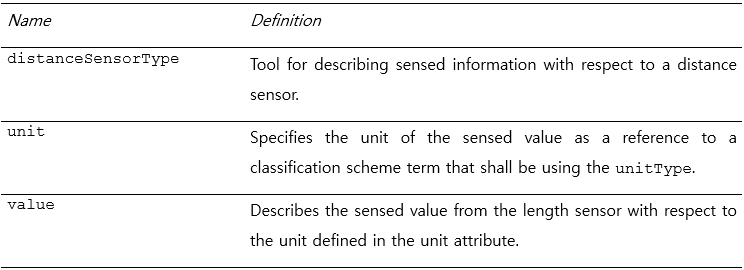 Name Definition
distanceSensorType Tool for describing sensed information with respect to a distance
sensor.
unit Specifies the unit of the sensed value as a reference to a
classification scheme term that shall be using the unitType.
value Describes the sensed value from the length sensor with respect to
the unit defined in the unit attribute.